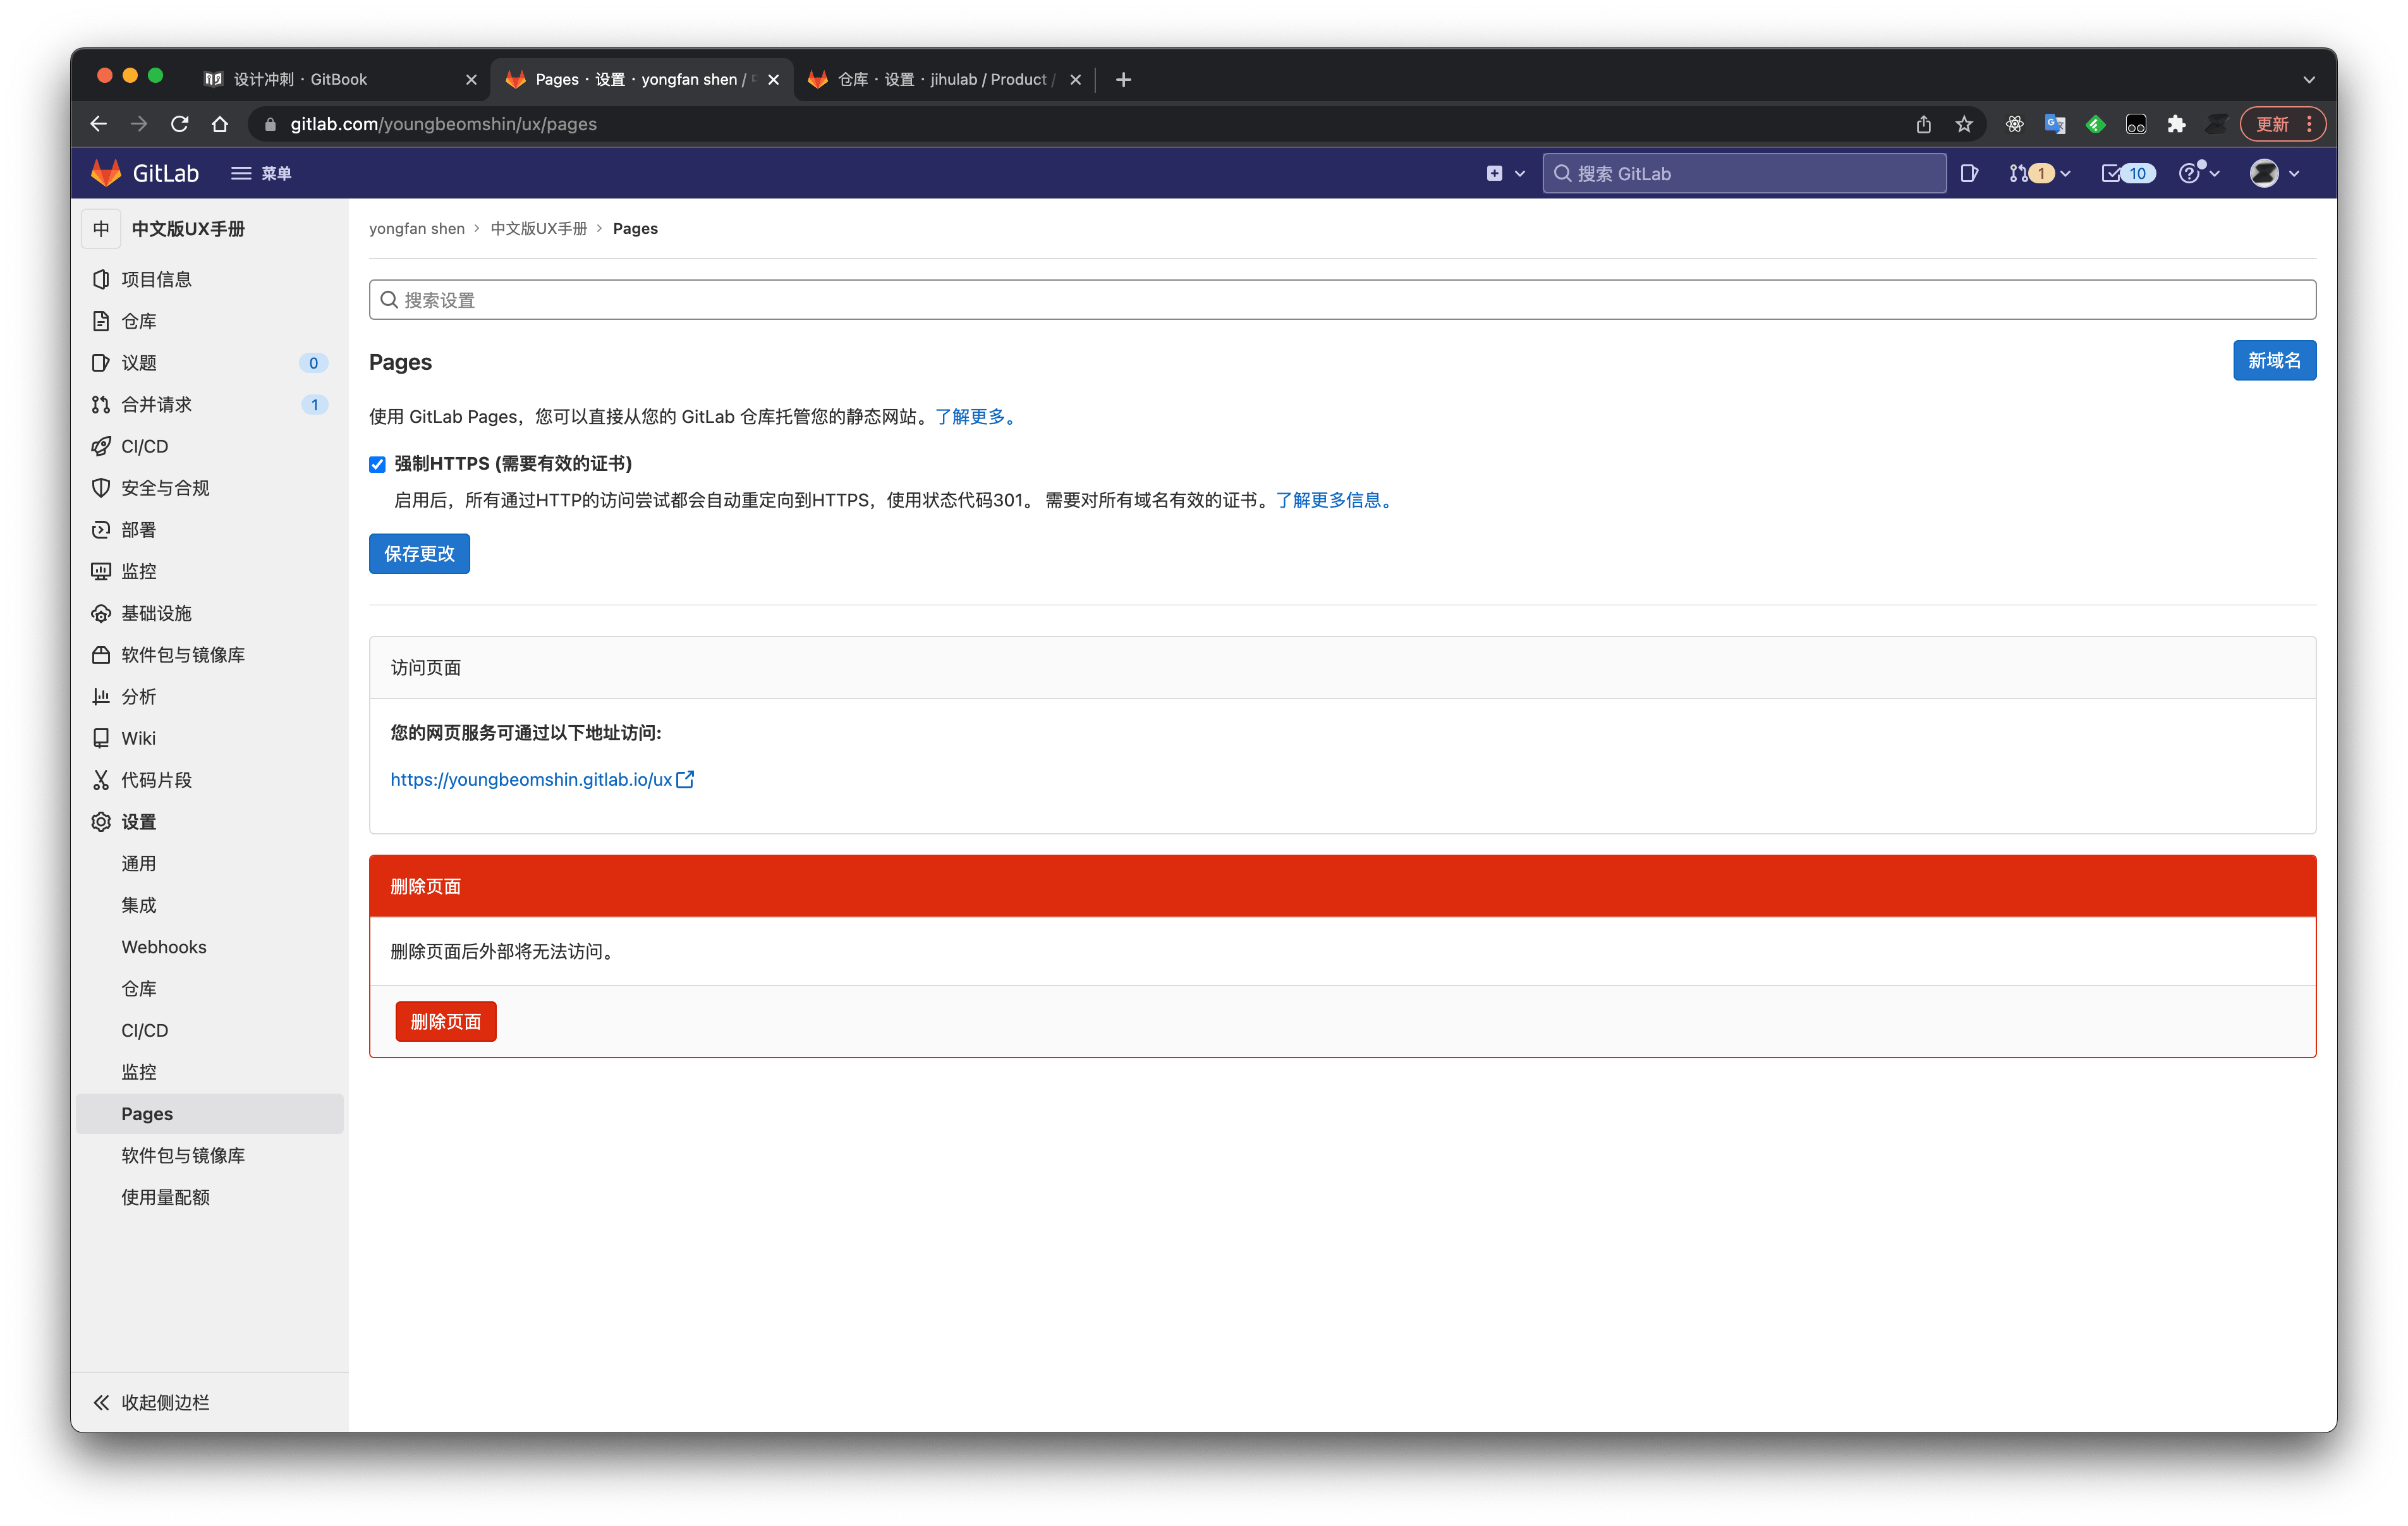 设计冲刺 · GitBook
Pages · 设置 · yongfan shen /
仓库 · 设置 · jihulab / Product /
gitlab.com/youngbeomshin/ux/pages
更新
GitLab
菜单
搜索 GitLab
1
10
中 中文版UX手册
项目信息
仓库
议题 0
合并请求 1
CI/CD
安全与合规
部署
监控
基础设施
软件包与镜像库
分析
Wiki
代码片段
设置
通用
集成
Webhooks
仓库
CI/CD
监控
Pages
软件包与镜像库
使用量配额
收起侧边栏
yongfan shen › 中文版UX手册 › Pages
搜索设置
Pages
新域名
使用 GitLab Pages，您可以直接从您的 GitLab 仓库托管您的静态网站。了解更多。
强制HTTPS (需要有效的证书)
启用后，所有通过HTTP的访问尝试都会自动重定向到HTTPS，使用状态代码301。 需要对所有域名有效的证书。了解更多信息。
保存更改
访问页面
您的网页服务可通过以下地址访问:
https://youngbeomshin.gitlab.io/ux
删除页面
删除页面后外部将无法访问。
删除页面